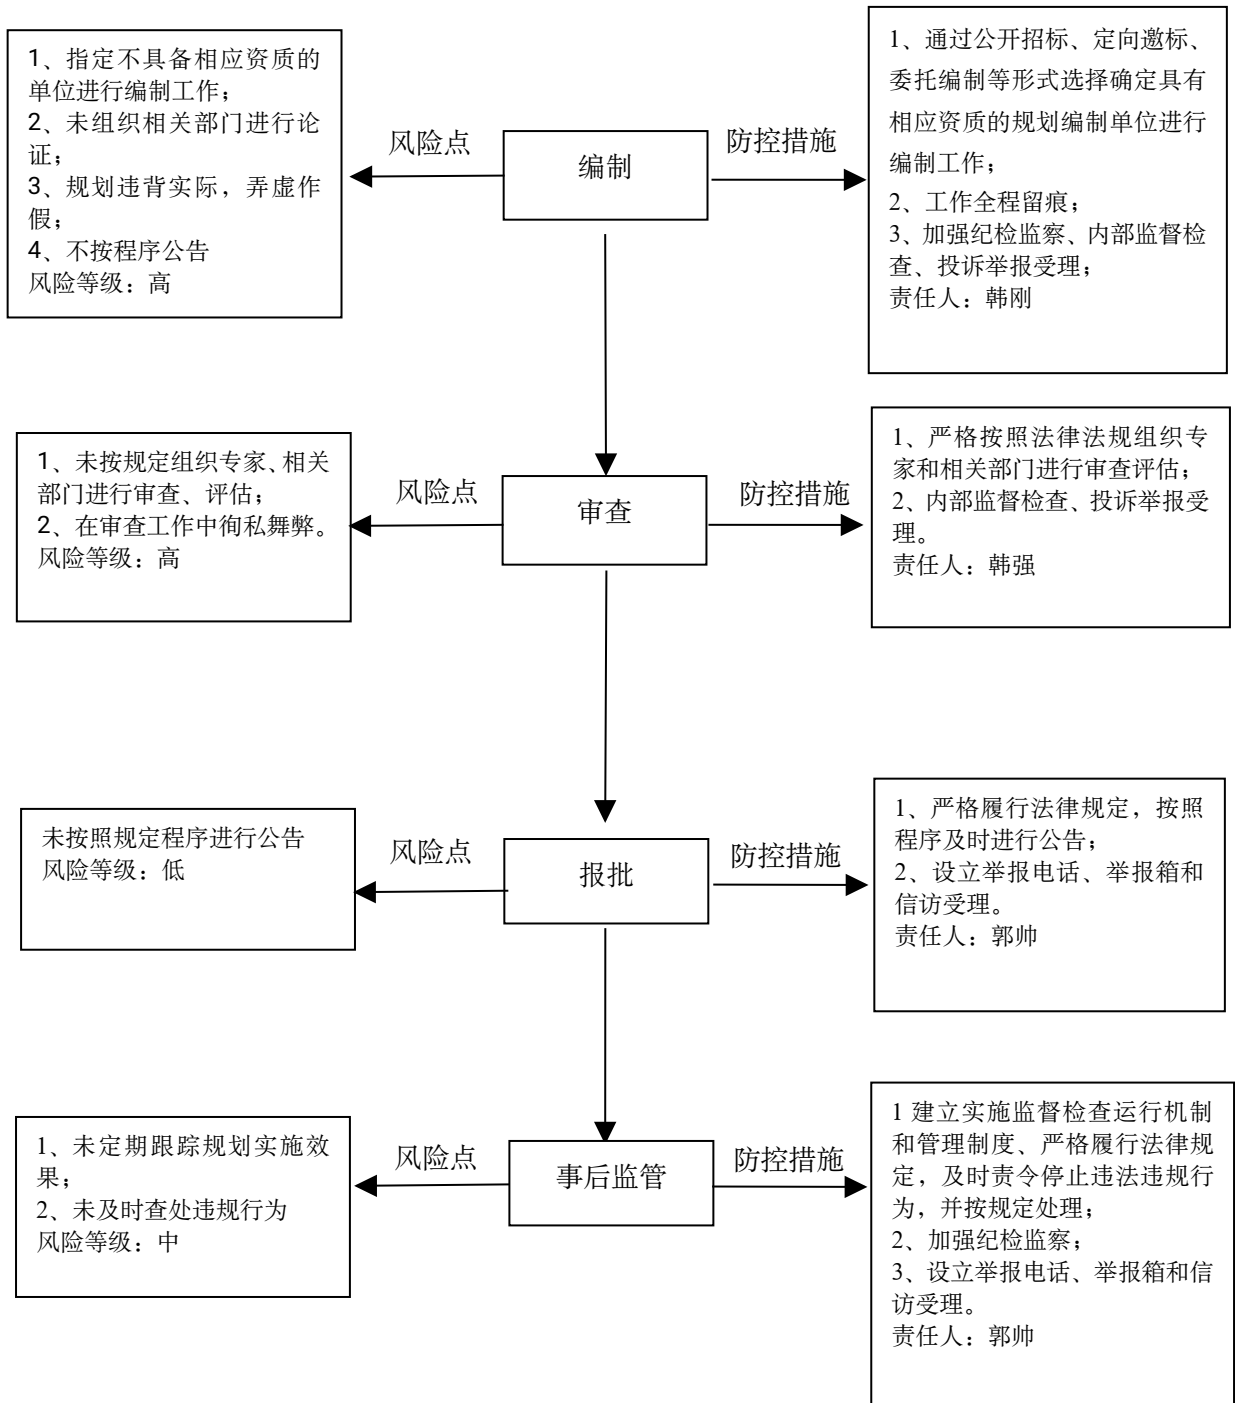 1、指定不具备相应资质的
单位进行编制工作；
2、未组织相关部门进行论
证；
3、规划违背实际，弄虚作
假；
4、不按程序公告
风险等级：高
风险点
编制
防控措施
1、通过公开招标、定向邀标、
委托编制等形式选择确定具有
相应资质的规划编制单位进行
编制工作；
2、工作全程留痕；
3、加强纪检监察、内部监督检
查、投诉举报受理；
责任人：韩刚
1、未按规定组织专家、相关
部门进行审查、评估；
2、在审查工作中徇私舞弊。
风险等级：高
风险点
审查
防控措施
1、严格按照法律法规组织专
家和相关部门进行审查评估；
2、内部监督检查、投诉举报受
理。
责任人：韩强
未按照规定程序进行公告
风险等级：低
风险点
报批
防控措施
1、严格履行法律规定，按照
程序及时进行公告；
2、设立举报电话、举报箱和
信访受理。
责任人：郭帅
1、未定期跟踪规划实施效
果；
2、未及时查处违规行为
风险等级：中
风险点
事后监管
防控措施
1 建立实施监督检查运行机制
和管理制度、严格履行法律规
定，及时责令停止违法违规行
为，并按规定处理；
2、加强纪检监察；
3、设立举报电话、举报箱和信
访受理。
责任人：郭帅